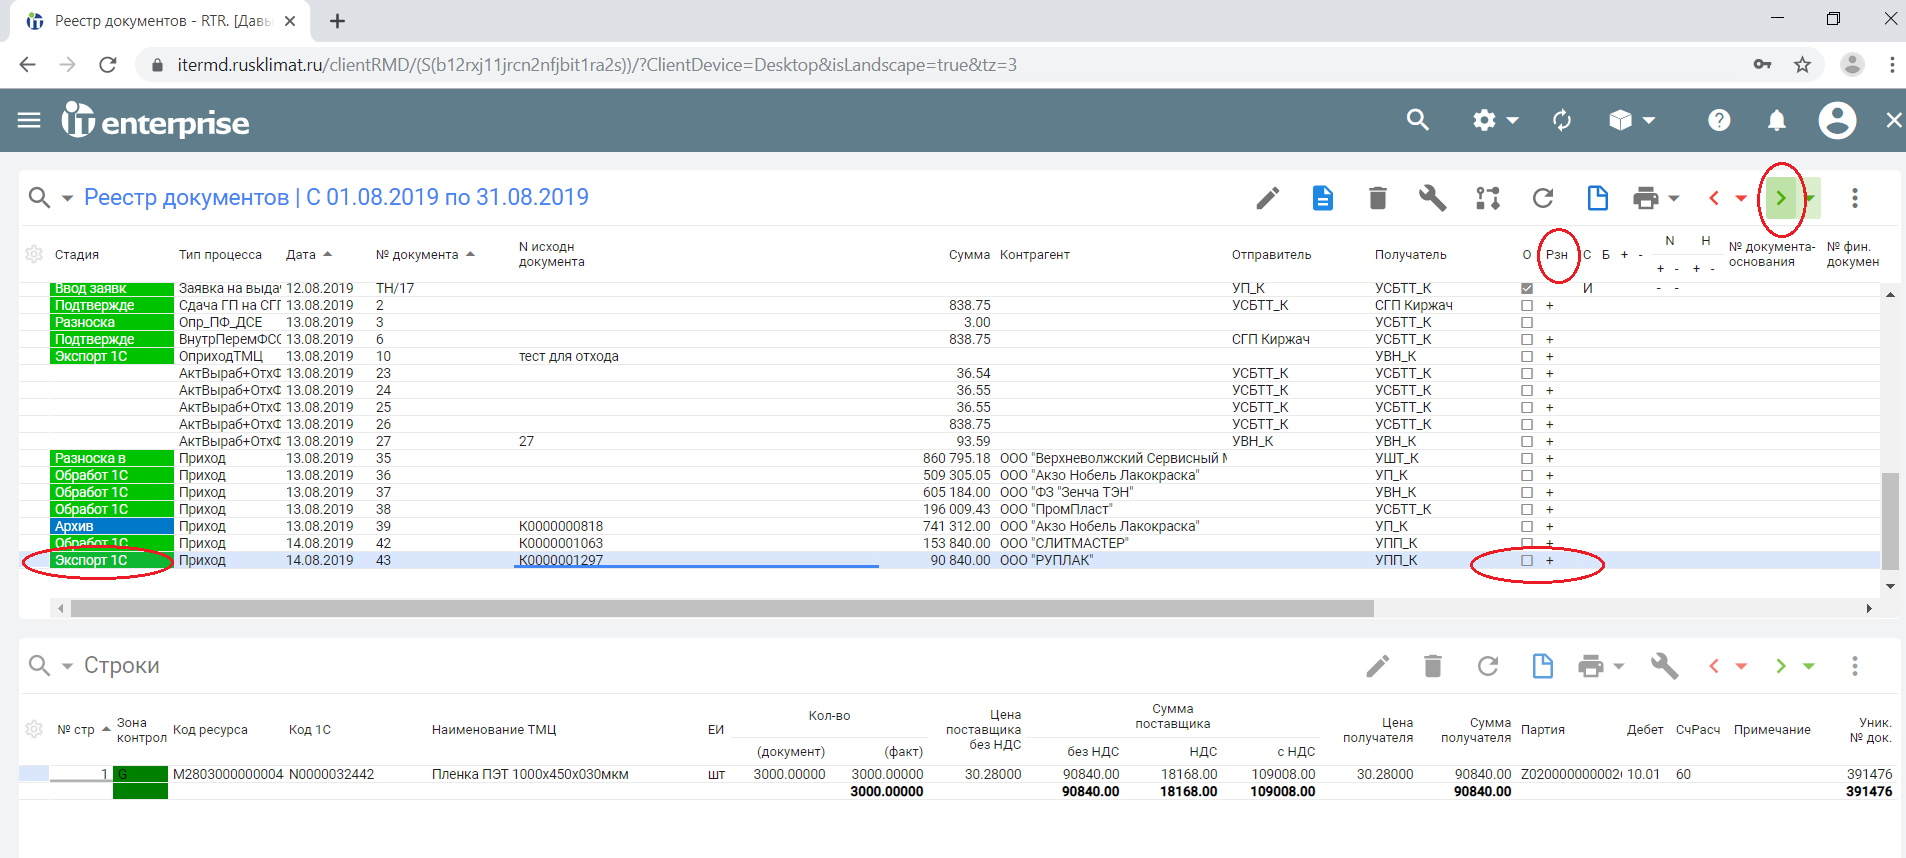 Реестр документов - RTR. [Давы
itermd.rusklimat.ru/clientRMD/(S(b12rxj11jrcn2nfjbit1ra2s))/?ClientDevice=Desktop&isLandscape=true&tz=3
IT enterprise
Реестр документов | С 01.08.2019 по 31.08.2019
Стадия Тип процесса Дата № документа N исходн документа Сумма Контрагент Отправитель Получатель О Рзн С Б + - N + - Н + - № документа-основания № фин. докумен
Ввод заявк Заявка на выдач 12.08.2019 ТН/17 УП_К УСБТТ_К И - -
Подтвержде Сдача ГП на СГП 13.08.2019 2 838.75 УСБТТ_К СГП Киржач +
Разноска Опр_ПФ_ДСЕ 13.08.2019 3 3.00 УСБТТ_К
Подтвержде ВнутрПеремФСС 13.08.2019 6 838.75 СГП Киржач УСБТТ_К +
Экспорт 1С ОприходТМЦ 13.08.2019 10 тест для отхода УВН_К +
АктВыраб+ОтхФ 13.08.2019 23 36.54 УСБТТ_К УСБТТ_К +
АктВыраб+ОтхФ 13.08.2019 24 36.55 УСБТТ_К УСБТТ_К +
АктВыраб+ОтхФ 13.08.2019 25 36.55 УСБТТ_К УСБТТ_К +
АктВыраб+ОтхФ 13.08.2019 26 838.75 УСБТТ_К УСБТТ_К +
АктВыраб+ОтхФ 13.08.2019 27 27 93.59 УВН_К УВН_К +
Разноска в Приход 13.08.2019 35 860 795.18 ООО "Верхневолжский Сервисный М УШТ_К +
Обработ 1С Приход 13.08.2019 36 509 305.05 ООО "Акзо Нобель Лакокраска" УП_К +
Обработ 1С Приход 13.08.2019 37 605 184.00 ООО "ФЗ "Зенча ТЭН" УВН_К +
Обработ 1С Приход 13.08.2019 38 196 009.43 ООО "ПромПласт" УСБТТ_К +
Архив Приход 13.08.2019 39 К0000000818 741 312.00 ООО "Акзо Нобель Лакокраска" УП_К +
Обработ 1С Приход 14.08.2019 42 К0000001063 153 840.00 ООО "СЛИТМАСТЕР" УПП_К +
Экспорт 1С Приход 14.08.2019 43 К0000001297 90 840.00 ООО "РУПЛАК" УПП_К +
Строки
№ стр Зона контрол Код ресурса Код 1С Наименование ТМЦ ЕИ Кол-во (документ) (факт) Цена поставщика без НДС Сумма поставщика без НДС НДС с НДС Цена получателя Сумма получателя Партия Дебет СчРасч Примечание Уник. № док.
1 G М2803000000004 N0000032442 Пленка ПЭТ 1000х450х030мкм шт 3000.00000 3000.00000 30.28000 90840.00 18168.00 109008.00 30.28000 90840.00 Z0200000000026 10.01 60 391476
3000.00000 90840.00 18168.00 109008.00 90840.00 391476